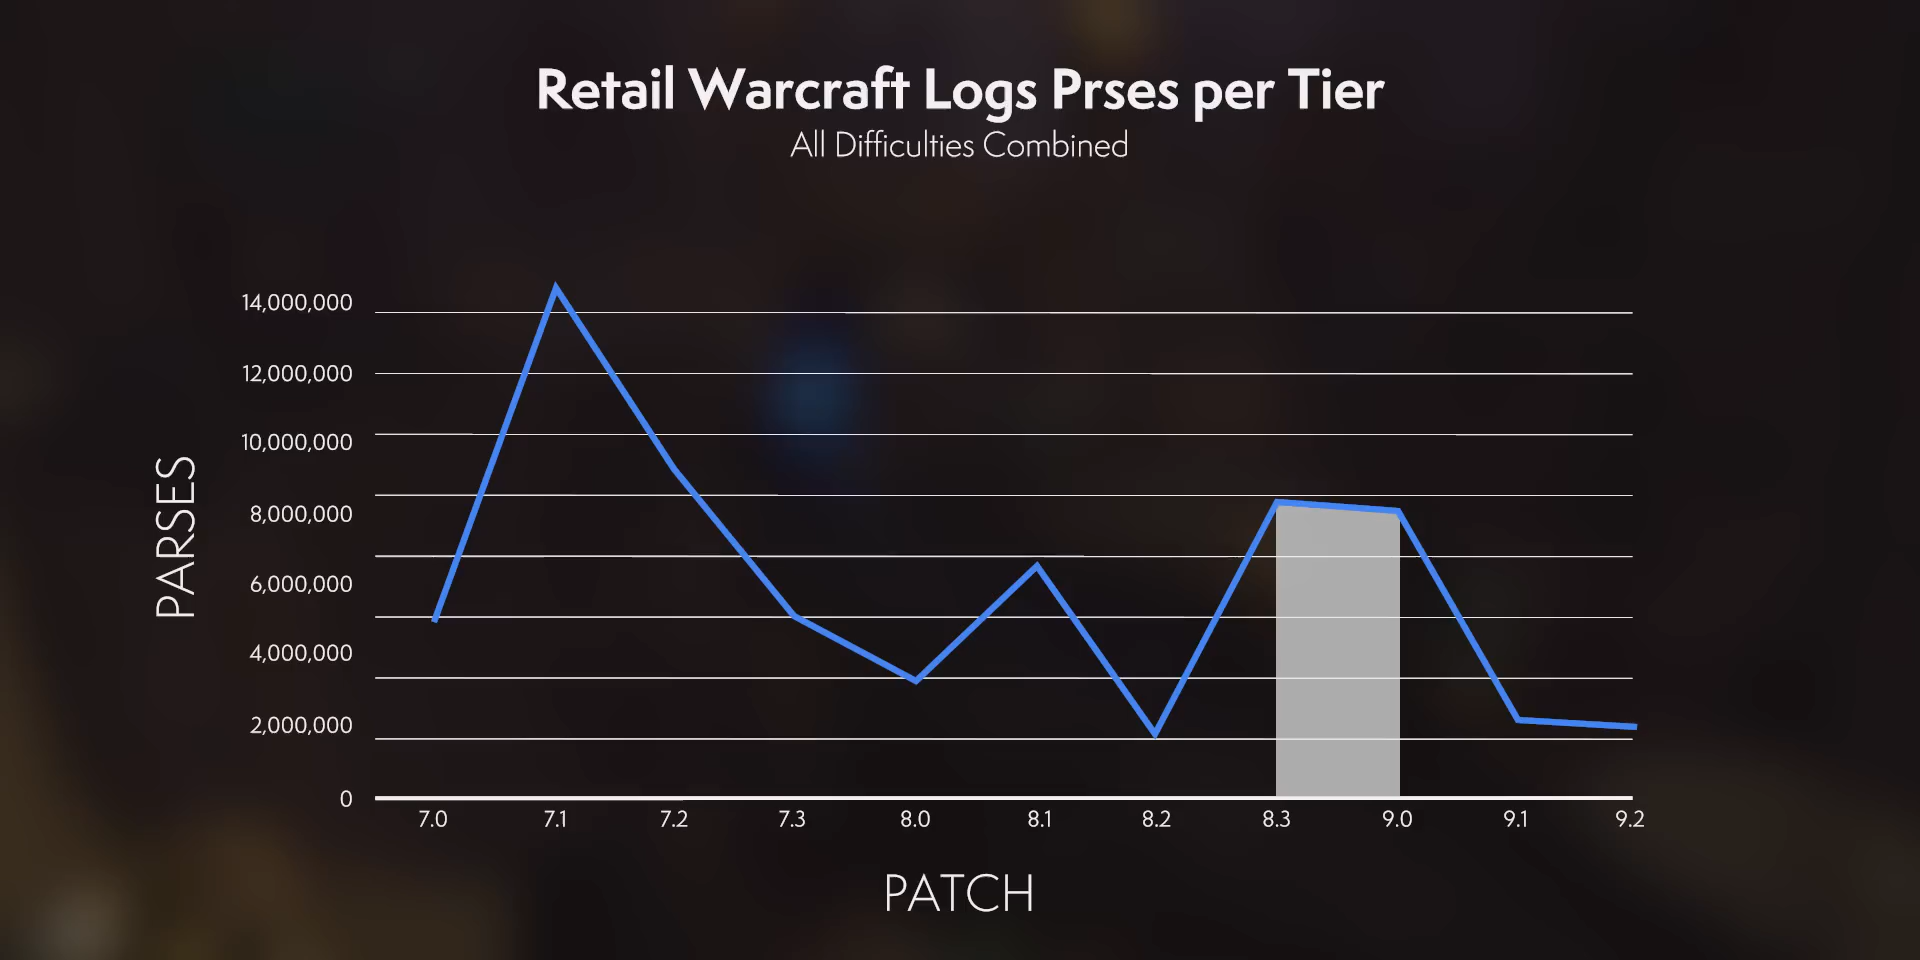 Retail Warcraft Logs Prses per Tier
All Difficulties Combined
PARSES
14,000,000
12,000,000
10,000,000
8,000,000
6,000,000
4,000,000
2,000,000
0
7.0 7.1 7.2 7.3 8.0 8.1 8.2 8.3 9.0 9.1 9.2
PATCH